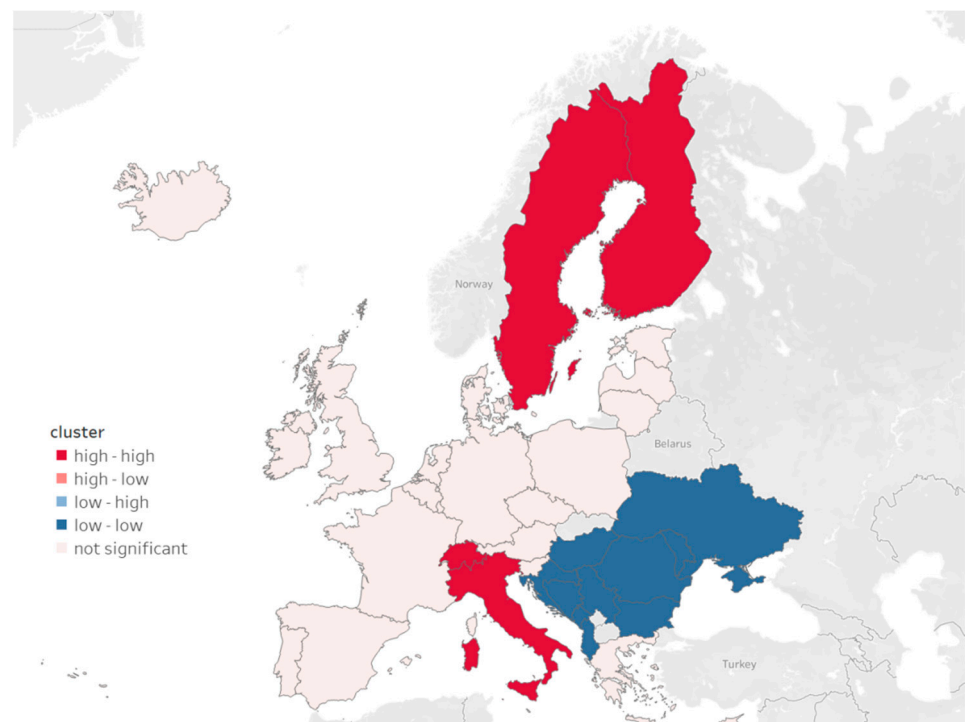 Norway
Belarus
cluster
high - high
high - low
low - high
low - low
not significant
Turkey